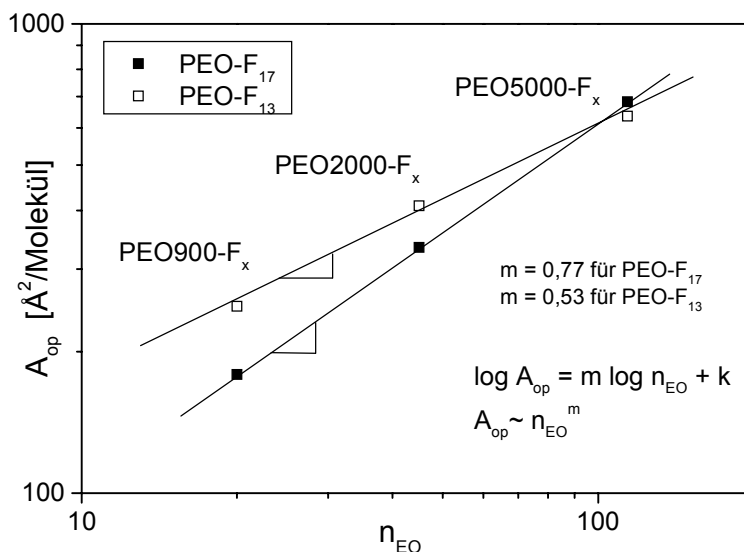 1000
PEO-F17
PEO-F13
PEO5000-Fx
PEO2000-Fx
PEO900-Fx
m = 0,77 für PEO-F17
m = 0,53 für PEO-F13
log Aop = m log nEO + k
Aop ~ nEO^m
Aop [Å²/Molekül]
100
10
100
nEO